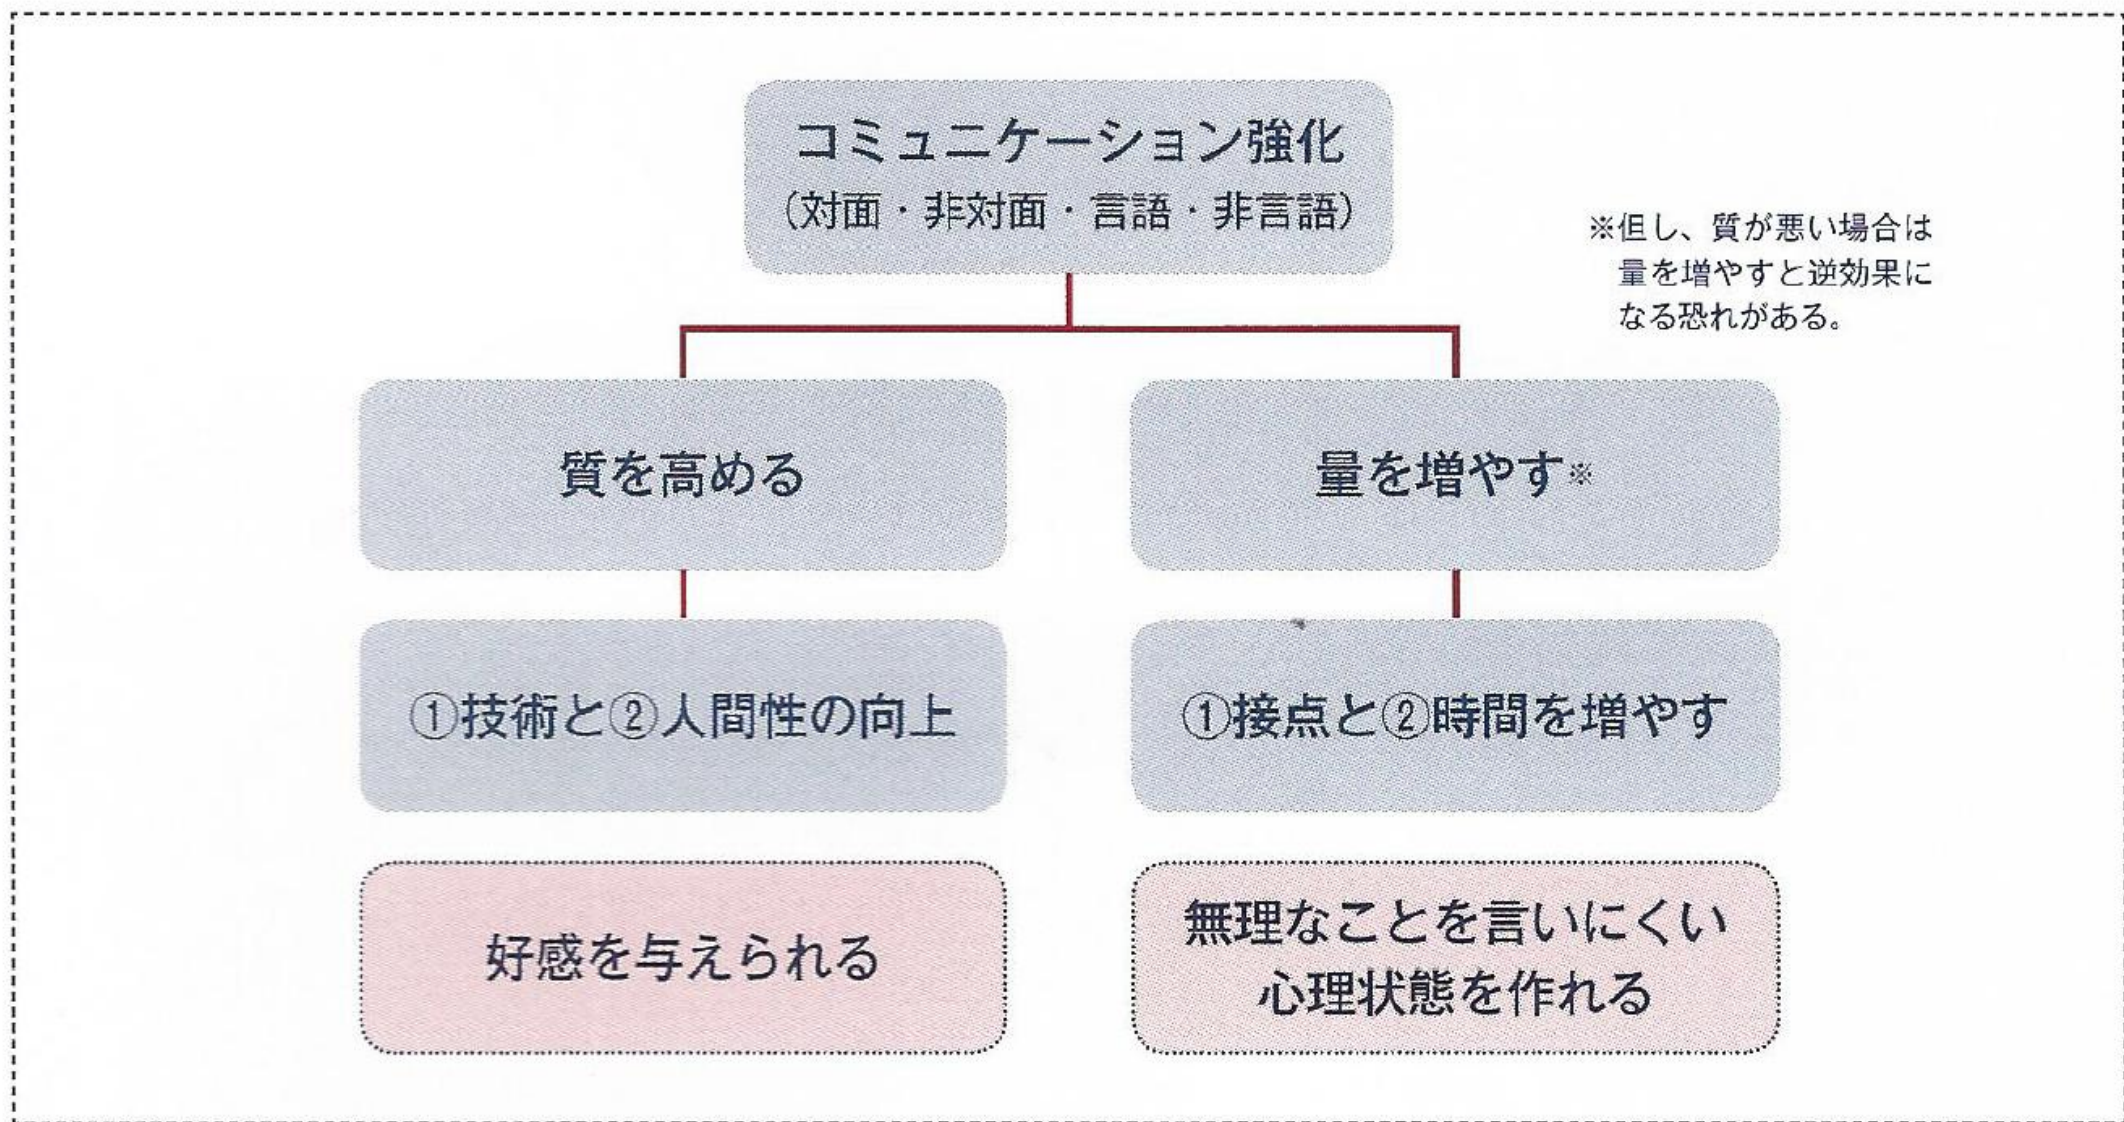 コミュニケーション強化
（対面・非対面・言語・非言語）
※但し、質が悪い場合は
量を増やすと逆効果に
なる恐れがある。
質を高める
量を増やす※
①技術と②人間性の向上
①接点と②時間を増やす
好感を与えられる
無理なことを言いにくい
心理状態を作れる